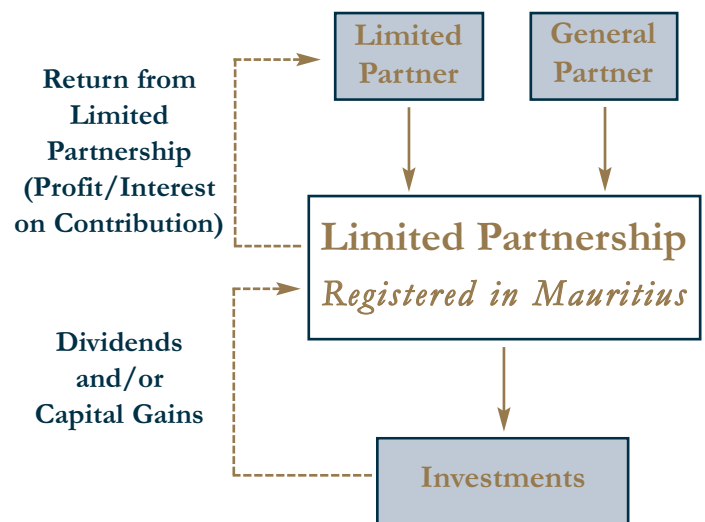 Limited
Partner
General
Partner
Return from
Limited
Partnership
(Profit/Interest
on Contribution)
Limited Partnership
Registered in Mauritius
Dividends
and/or
Capital Gains
Investments